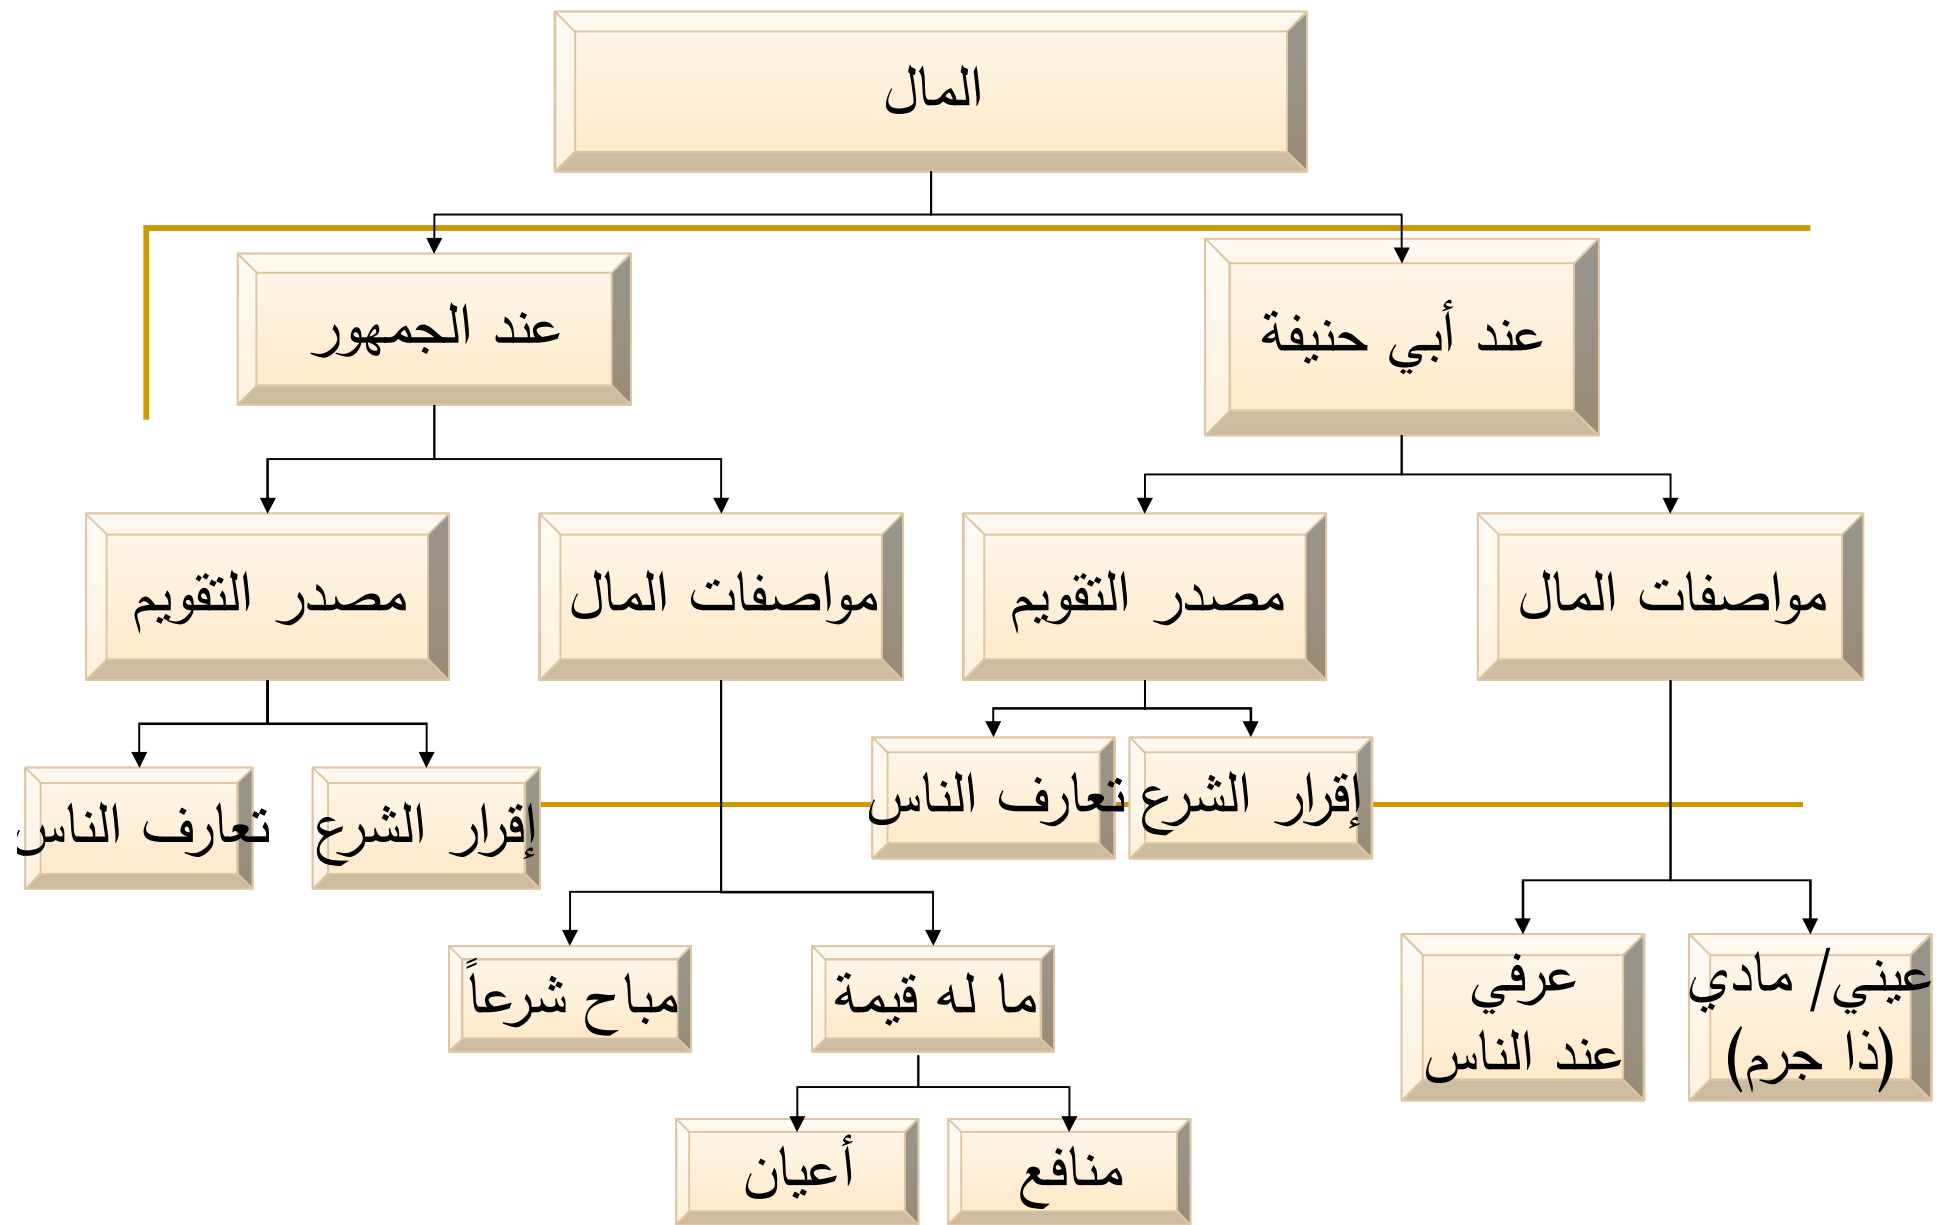 المال
عند أبي حنيفة
عند الجمهور
مواصفات المال
مصدر التقويم
مواصفات المال
مصدر التقويم
إقرار الشرع
تعارف الناس
إقرار الشرع
تعارف الناس
عيني/ مادي
(ذا جرم)
عرفي
عند الناس
ما له قيمة
مباح شرعاً
منافع
أعيان